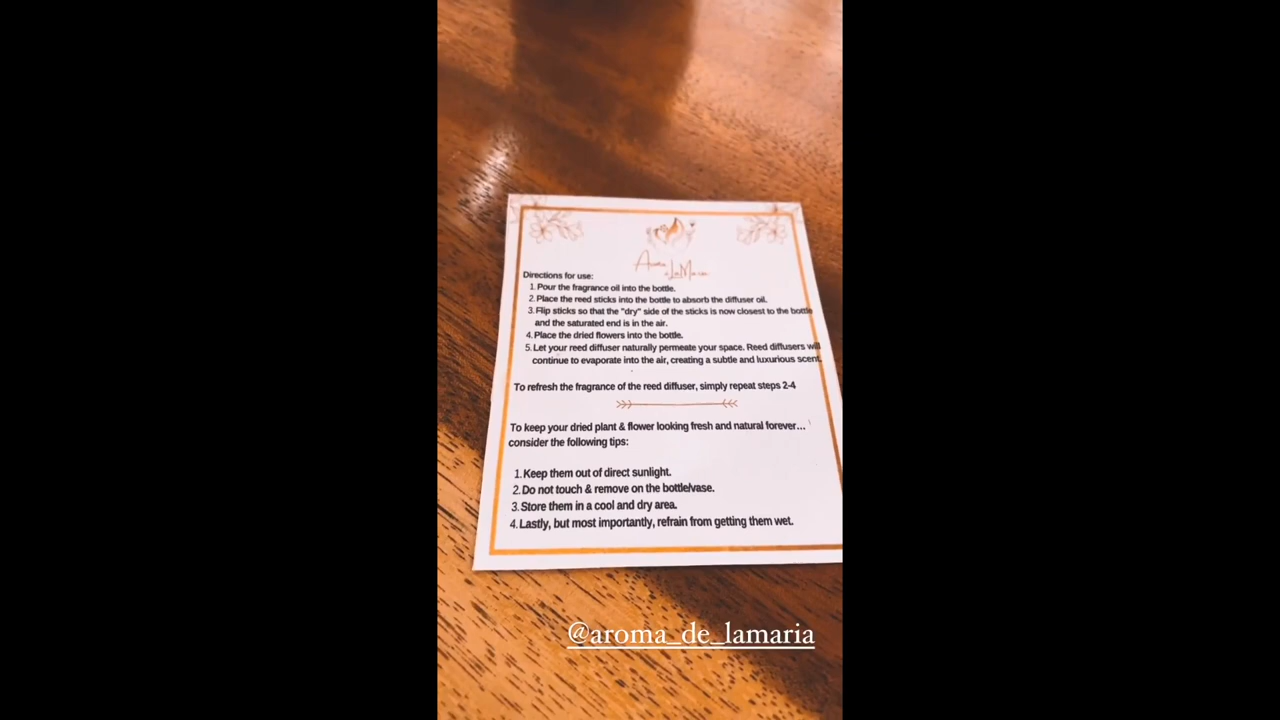 Aroma
de LaMaria
Directions for use:
1. Pour the fragrance oil into the bottle.
2. Place the reed sticks into the bottle to absorb the diffuser oil.
3. Flip sticks so that the "dry" side of the sticks is now closest to the bottle
and the saturated end is in the air.
4. Place the dried flowers into the bottle.
5. Let your reed diffuser naturally permeate your space. Reed diffusers will
continue to evaporate into the air, creating a subtle and luxurious scent.
To refresh the fragrance of the reed diffuser, simply repeat steps 2-4
To keep your dried plant & flower looking fresh and natural forever...
consider the following tips:
1. Keep them out of direct sunlight.
2. Do not touch & remove on the bottle/vase.
3. Store them in a cool and dry area.
4. Lastly, but most importantly, refrain from getting them wet.
@aroma_de_lamaria